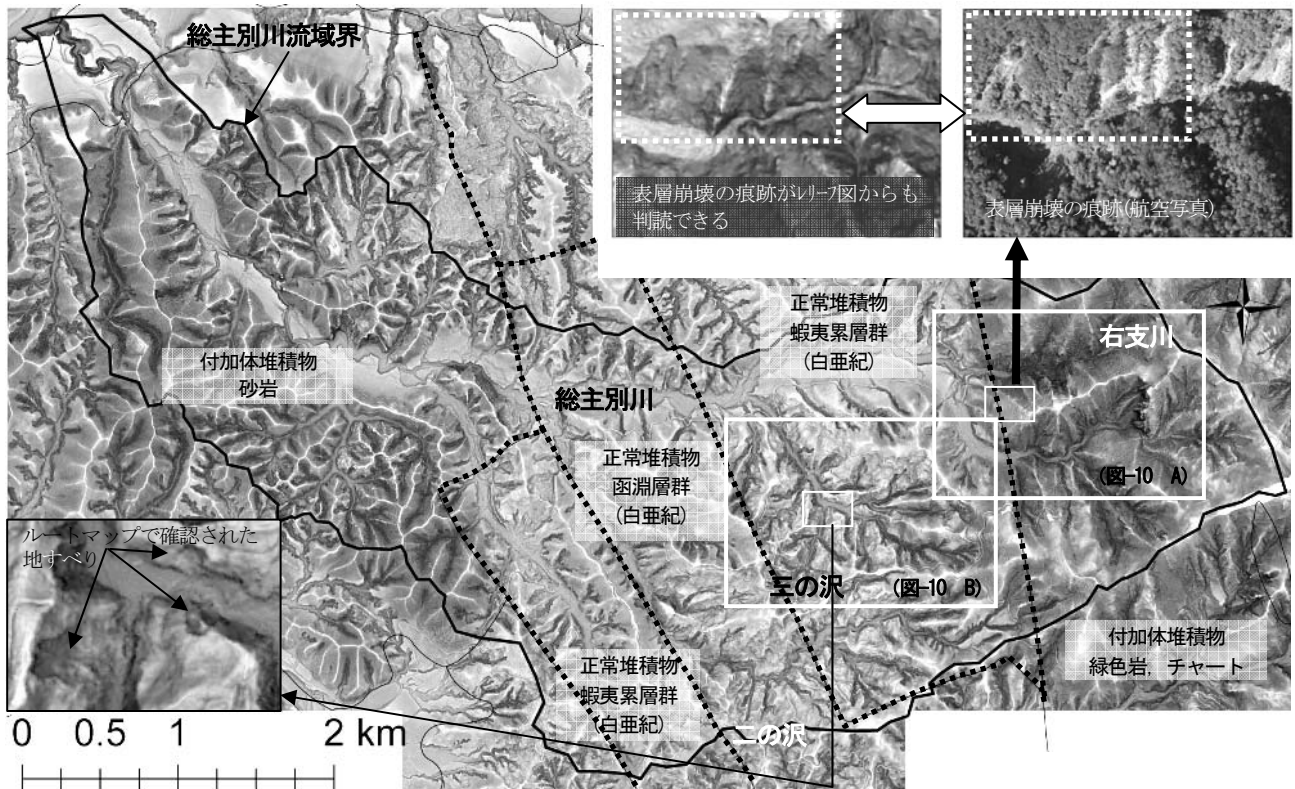 総主別川流域界
表層崩壊の痕跡がﾚﾘｰﾌ図からも
判読できる
表層崩壊の痕跡(航空写真)
正常堆積物
蝦夷累層群
(白亜紀)
右支川
付加体堆積物
砂岩
総主別川
(図-10 A)
正常堆積物
函淵層群
(白亜紀)
ルートマップで確認された
地すべり
三の沢
(図-10 B)
付加体堆積物
緑色岩, チャート
正常堆積物
蝦夷累層群
(白亜紀)
二の沢
0 0.5 1 2 km